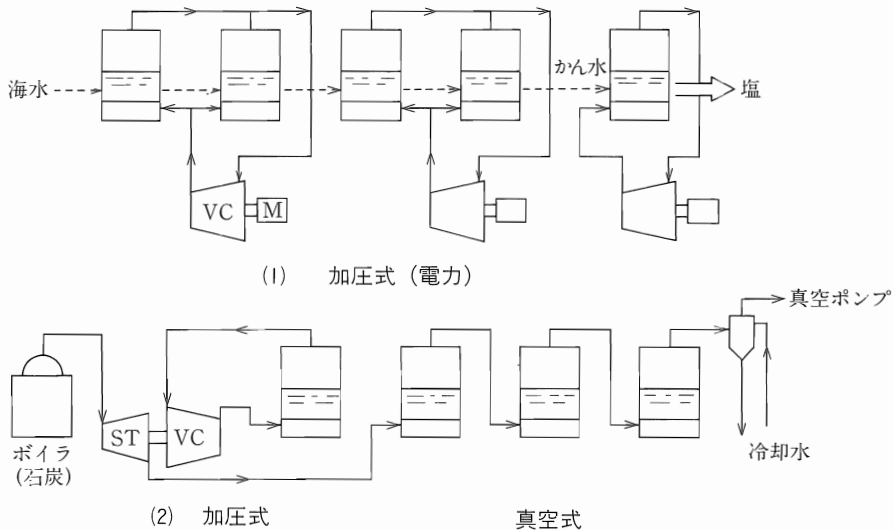 海水
かん水
塩
VC
M
(1) 加圧式(電力)
真空ポンプ
ボイラ
(石炭)
ST
VC
冷却水
(2) 加圧式
真空式